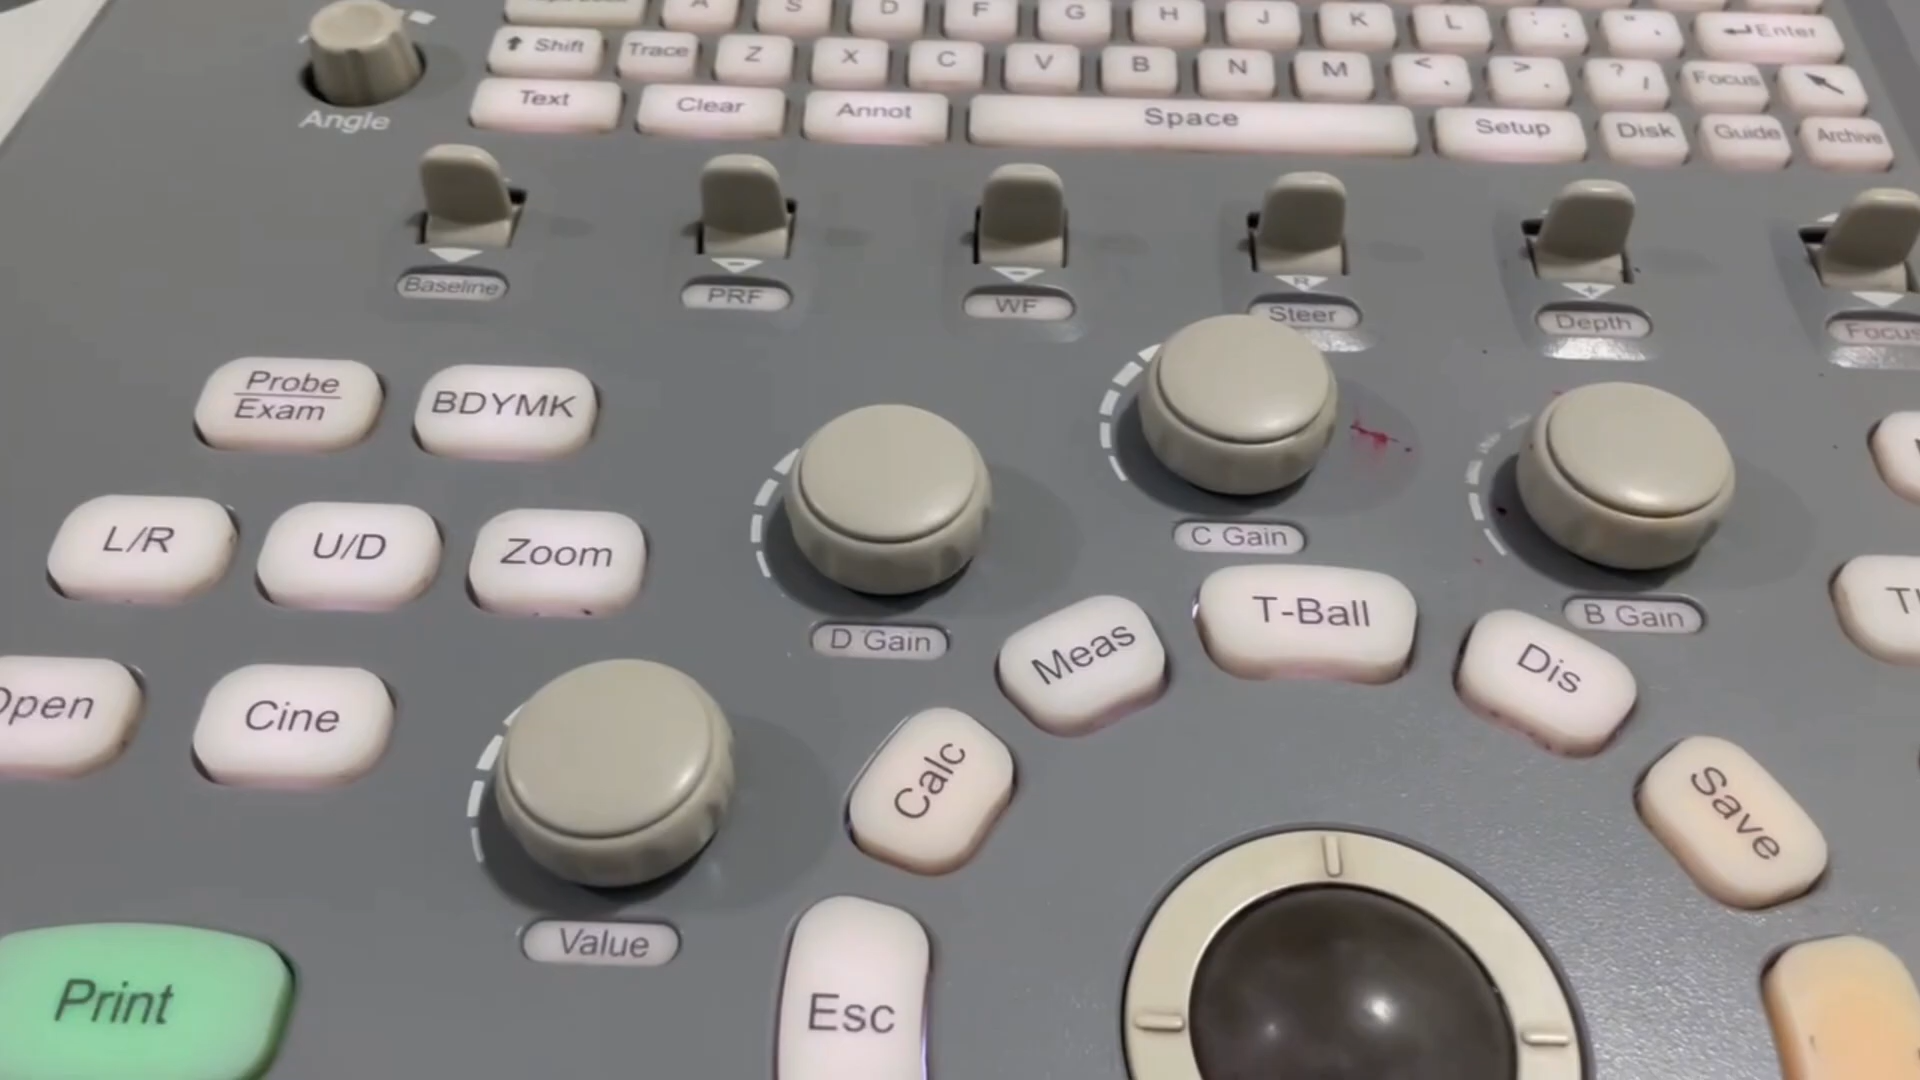 A S D F G H J K L : ; " . Enter
Shift Trace Z X C V B N M < . > . ? / Focus
Text Clear Annot Space Setup Disk Guide Archive
Angle
Baseline PRF WF Steer Depth Focus
R
Probe
Exam
BDYMK
L/R U/D Zoom
D Gain C Gain B Gain
Open Cine
Calc Meas T-Ball Dis Save
Value
Print
Esc